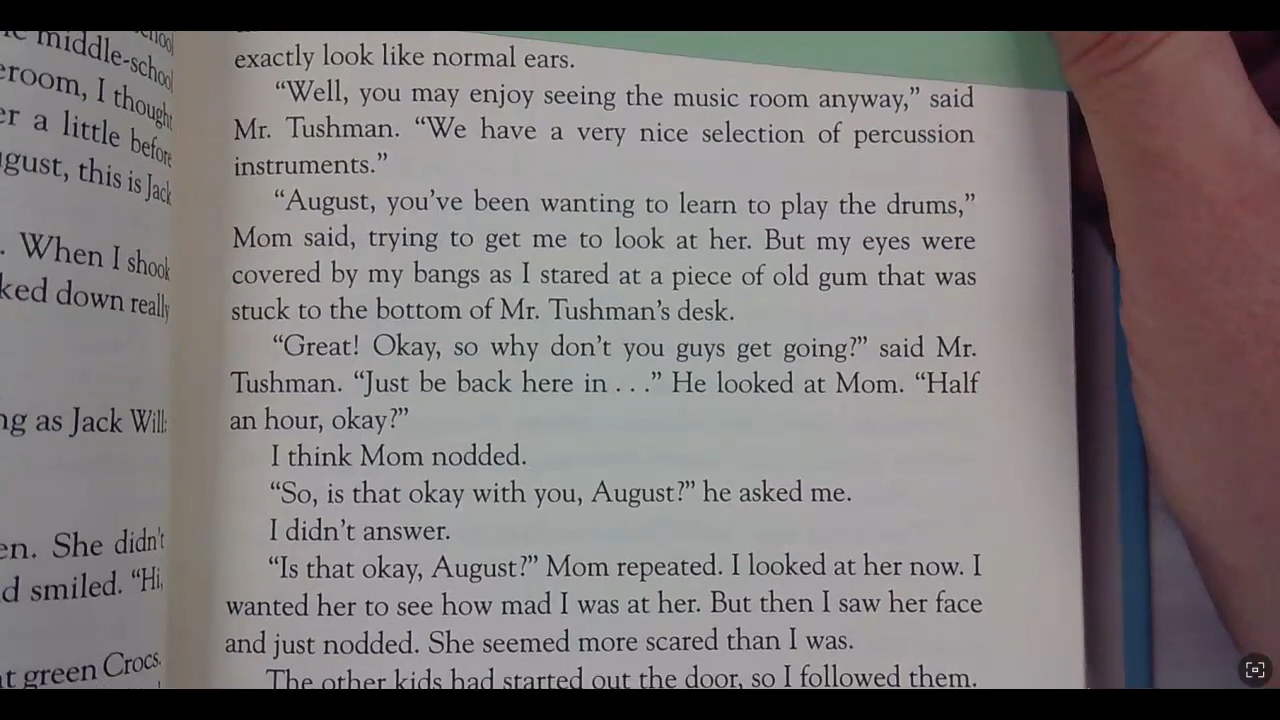 middle-school
room, I thought
a little before
this is Jack
When I shook
down really
as Jack Will:
She didn't
smiled. “Hi,
green Crocs.
exactly look like normal ears.
“Well, you may enjoy seeing the music room anyway,” said
Mr. Tushman. “We have a very nice selection of percussion
instruments.”
“August, you’ve been wanting to learn to play the drums,”
Mom said, trying to get me to look at her. But my eyes were
covered by my bangs as I stared at a piece of old gum that was
stuck to the bottom of Mr. Tushman’s desk.
“Great! Okay, so why don’t you guys get going?” said Mr.
Tushman. “Just be back here in . . .” He looked at Mom. “Half
an hour, okay?”
I think Mom nodded.
“So, is that okay with you, August?” he asked me.
I didn’t answer.
“Is that okay, August?” Mom repeated. I looked at her now. I
wanted her to see how mad I was at her. But then I saw her face
and just nodded. She seemed more scared than I was.
The other kids had started out the door, so I followed them.